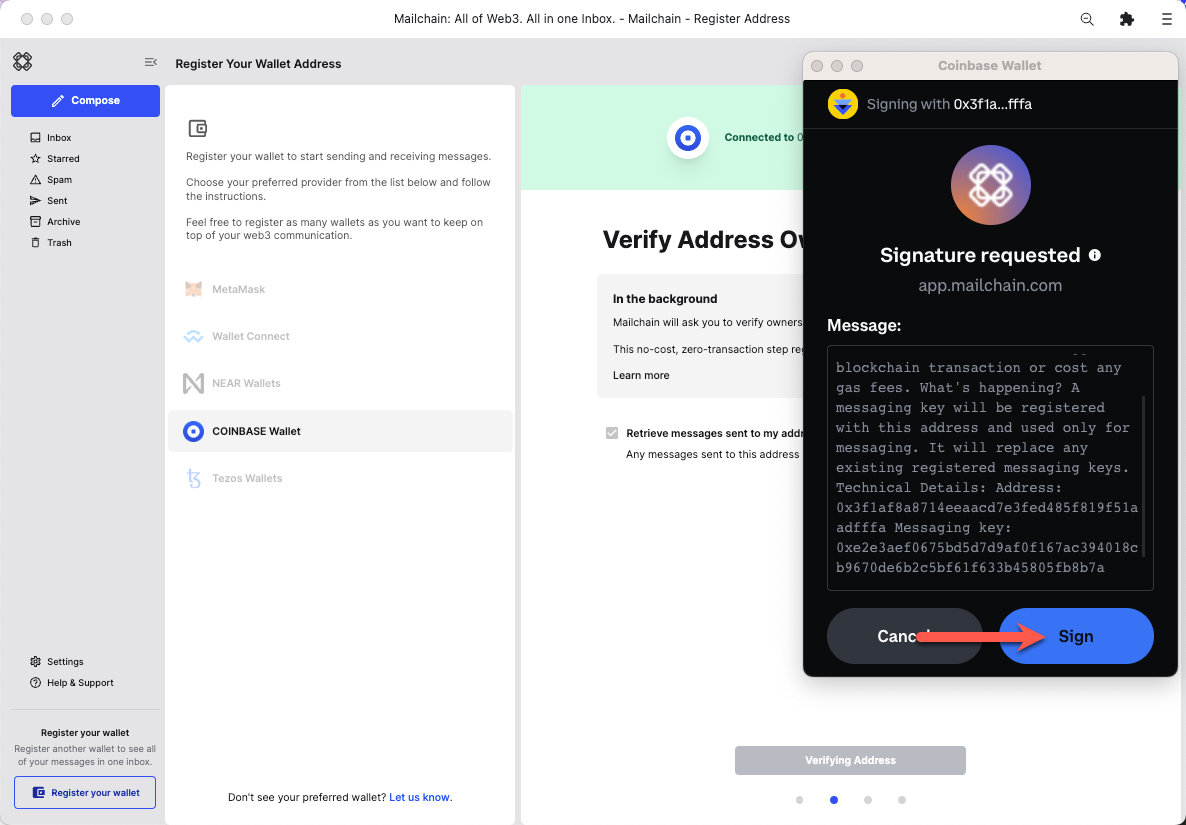 Mailchain: All of Web3. All in one Inbox. - Mailchain - Register Address
Compose
Inbox
Starred
Spam
Sent
Archive
Trash
Settings
Help & Support
Register your wallet
Register another wallet to see all
of your messages in one inbox.
Register your wallet
Register Your Wallet Address
Register your wallet to start sending and receiving messages.
Choose your preferred provider from the list below and follow
the instructions.
Feel free to register as many wallets as you want to keep on
top of your web3 communication.
MetaMask
Wallet Connect
NEAR Wallets
COINBASE Wallet
Tezos Wallets
Don't see your preferred wallet? Let us know.
Connected to 0
Verify Address
In the background
Mailchain will ask you to verify owners
This no-cost, zero-transaction step
Learn more
Retrieve messages sent to my
Any messages sent to this address
Verifying Address
Coinbase Wallet
Signing with 0x3f1a...fffa
Signature requested
app.mailchain.com
Message:
blockchain transaction or cost any
gas fees. What's happening? A
messaging key will be registered
with this address and used only for
messaging. It will replace any
existing registered messaging keys.
Technical Details: Address:
0x3f1af8a8714eeaacd7e3fed485f819f51a
adfffa Messaging key:
0xe2e3aef0675bd5d7d9af0f167ac394018c
b9670de6b2c5bf61f633b45805fb8b7a
Cancel
Sign